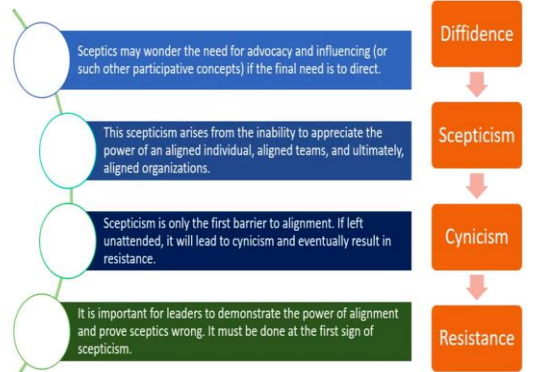 Sceptics may wonder the need for advocacy and influencing (or
such other participative concepts) if the final need is to direct.
This scepticism arises from the inability to appreciate the
power of an aligned individual, aligned teams, and ultimately,
aligned organizations.
Scepticism is only the first barrier to alignment. If left
unattended, it will lead to cynicism and eventually result in
resistance.
It is important for leaders to demonstrate the power of alignment
and prove sceptics wrong. It must be done at the first sign of
scepticism.
Diffidence
Scepticism
Cynicism
Resistance